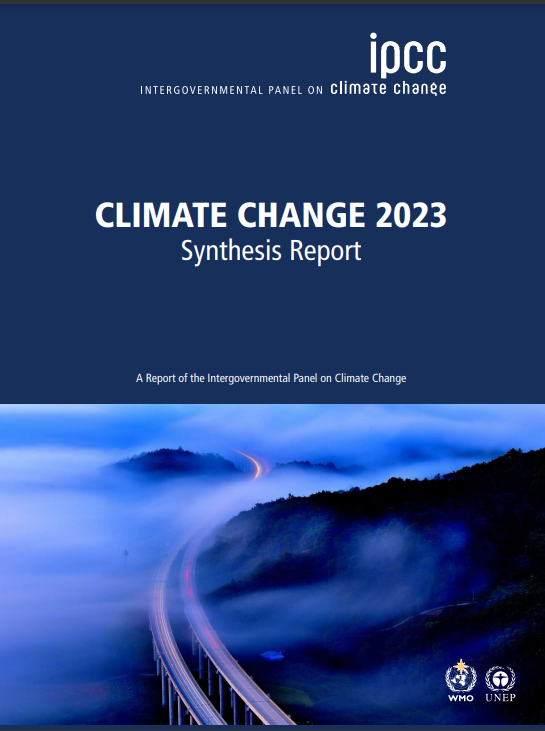 ipcc
INTERGOVERNMENTAL PANEL ON climate change
CLIMATE CHANGE 2023
Synthesis Report
A Report of the Intergovernmental Panel on Climate Change
WMO UNEP